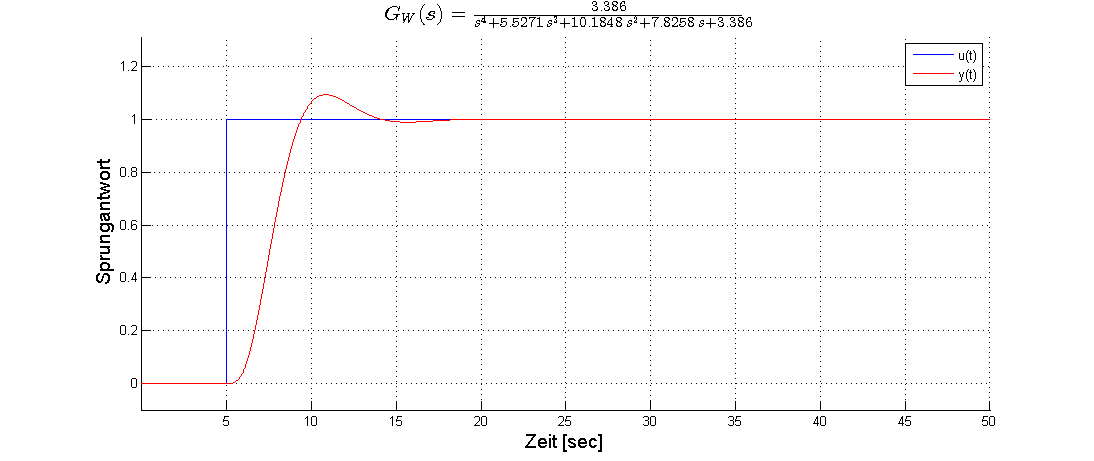 G_W(s) = 3.386 / s^4+5.5271 s^3+10.1848 s^2+7.8258 s+3.386
u(t)
y(t)
1.2
1
0.8
0.6
0.4
0.2
0
Sprungantwort
5 10 15 20 25 30 35 40 45 50
Zeit [sec]